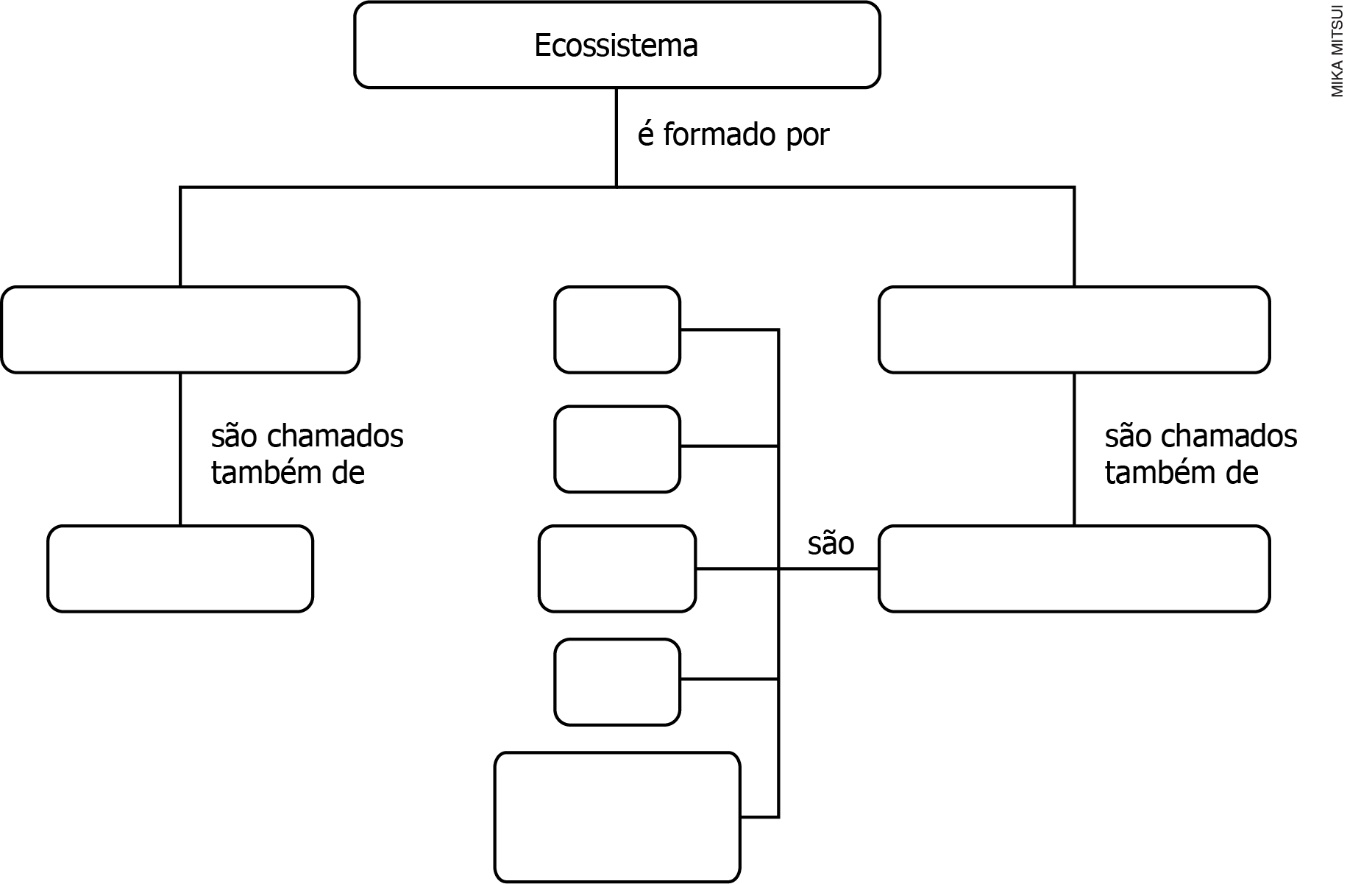 Ecossistema
é formado por
são chamados
também de
são
são chamados
também de
MIKA MITSUI